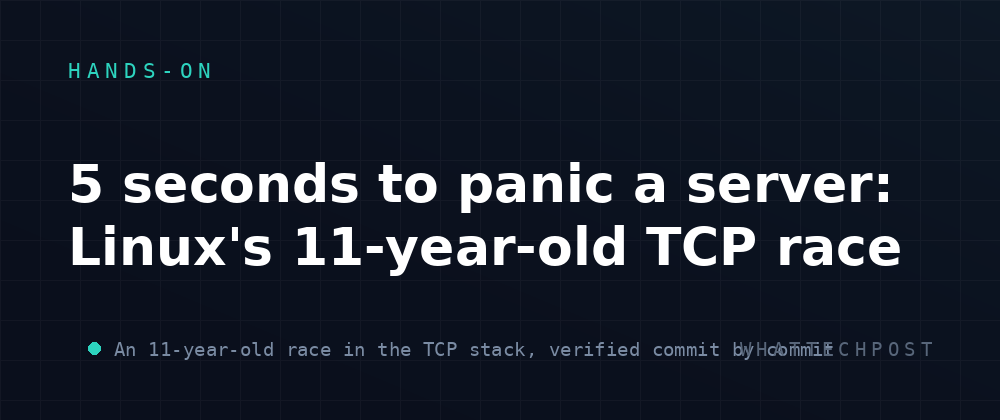 HANDS-ON
5 seconds to panic a server:
Linux's 11-year-old TCP race
An 11-year-old race in the TCP stack, verified commit by commit
WHATTECHPOST